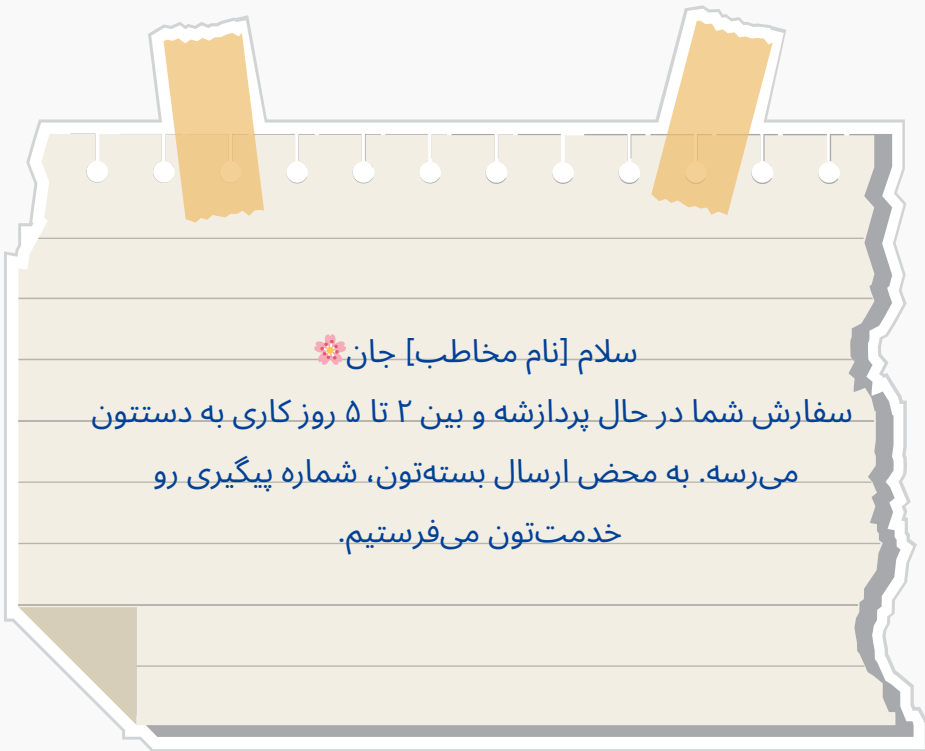 سلام [نام مخاطب] جان🌸
سفارش شما در حال پردازشه و بین ۲ تا ۵ روز کاری به دستتون
می‌رسه. به محض ارسال بسته‌تون، شماره پیگیری رو
خدمت‌تون می‌فرستیم.